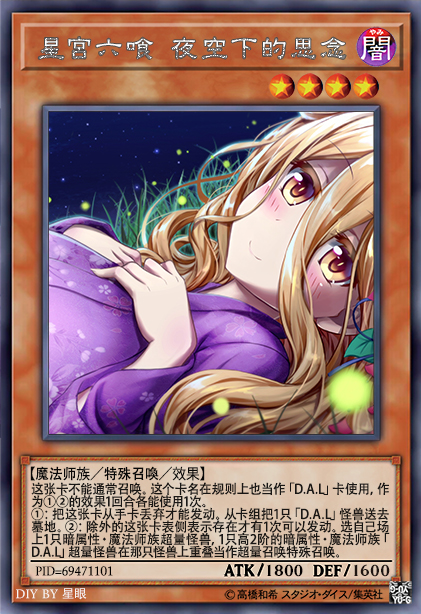 星宮六喰 夜空下的思念
やみ
闇
【魔法师族／特殊召唤／效果】
这张卡不能通常召唤。这个卡名在规则上也当作「D.A.L」卡使用，作
为①②的效果1回合各能使用1次。
①：把这张卡从手卡丢弃才能发动。从卡组把1只「D.A.L」怪兽送去
墓地。②：除外的这张卡表侧表示存在才有1次可以发动。选自己场
上1只暗属性·魔法师族超量怪兽，1只高2阶的暗属性·魔法师族「
D.A.L」超量怪兽在那只怪兽上重叠当作超量召唤特殊召唤。
PID=69471101
ATK/1800 DEF/1600
DIY BY 星眼
©高橋和希 スタジオ·ダイス/集英社